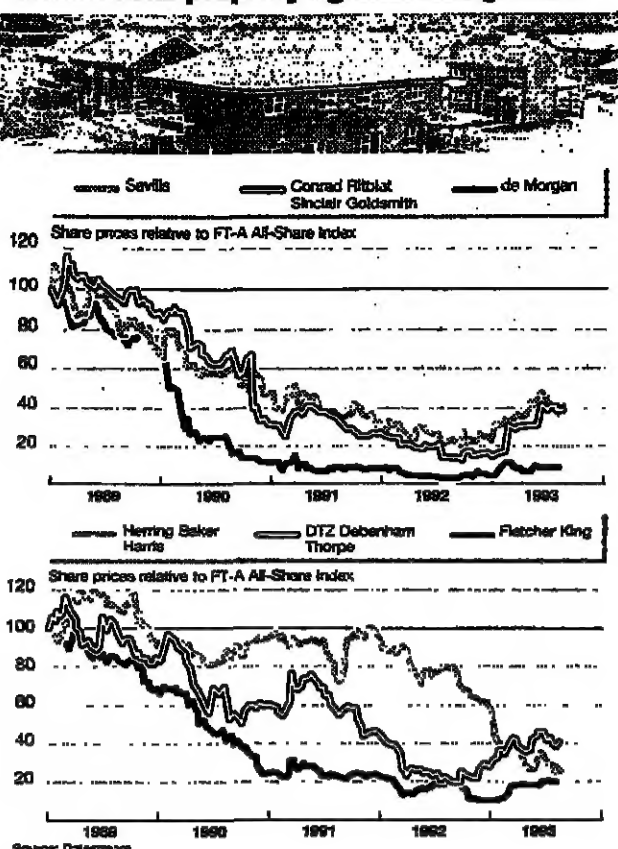 Savills
Conrad Ritblat
Sinclair Goldsmith
de Morgan
Share prices relative to FT-A All-Share Index
120
100
80
60
40
20
1989
1990
1991
1992
1993
Herring Baker
Harris
DTZ Debenham
Thorpe
Fletcher King
Share prices relative to FT-A All-Share Index
120
100
80
60
40
20
1989
1990
1991
1992
1993
Source: Datastream